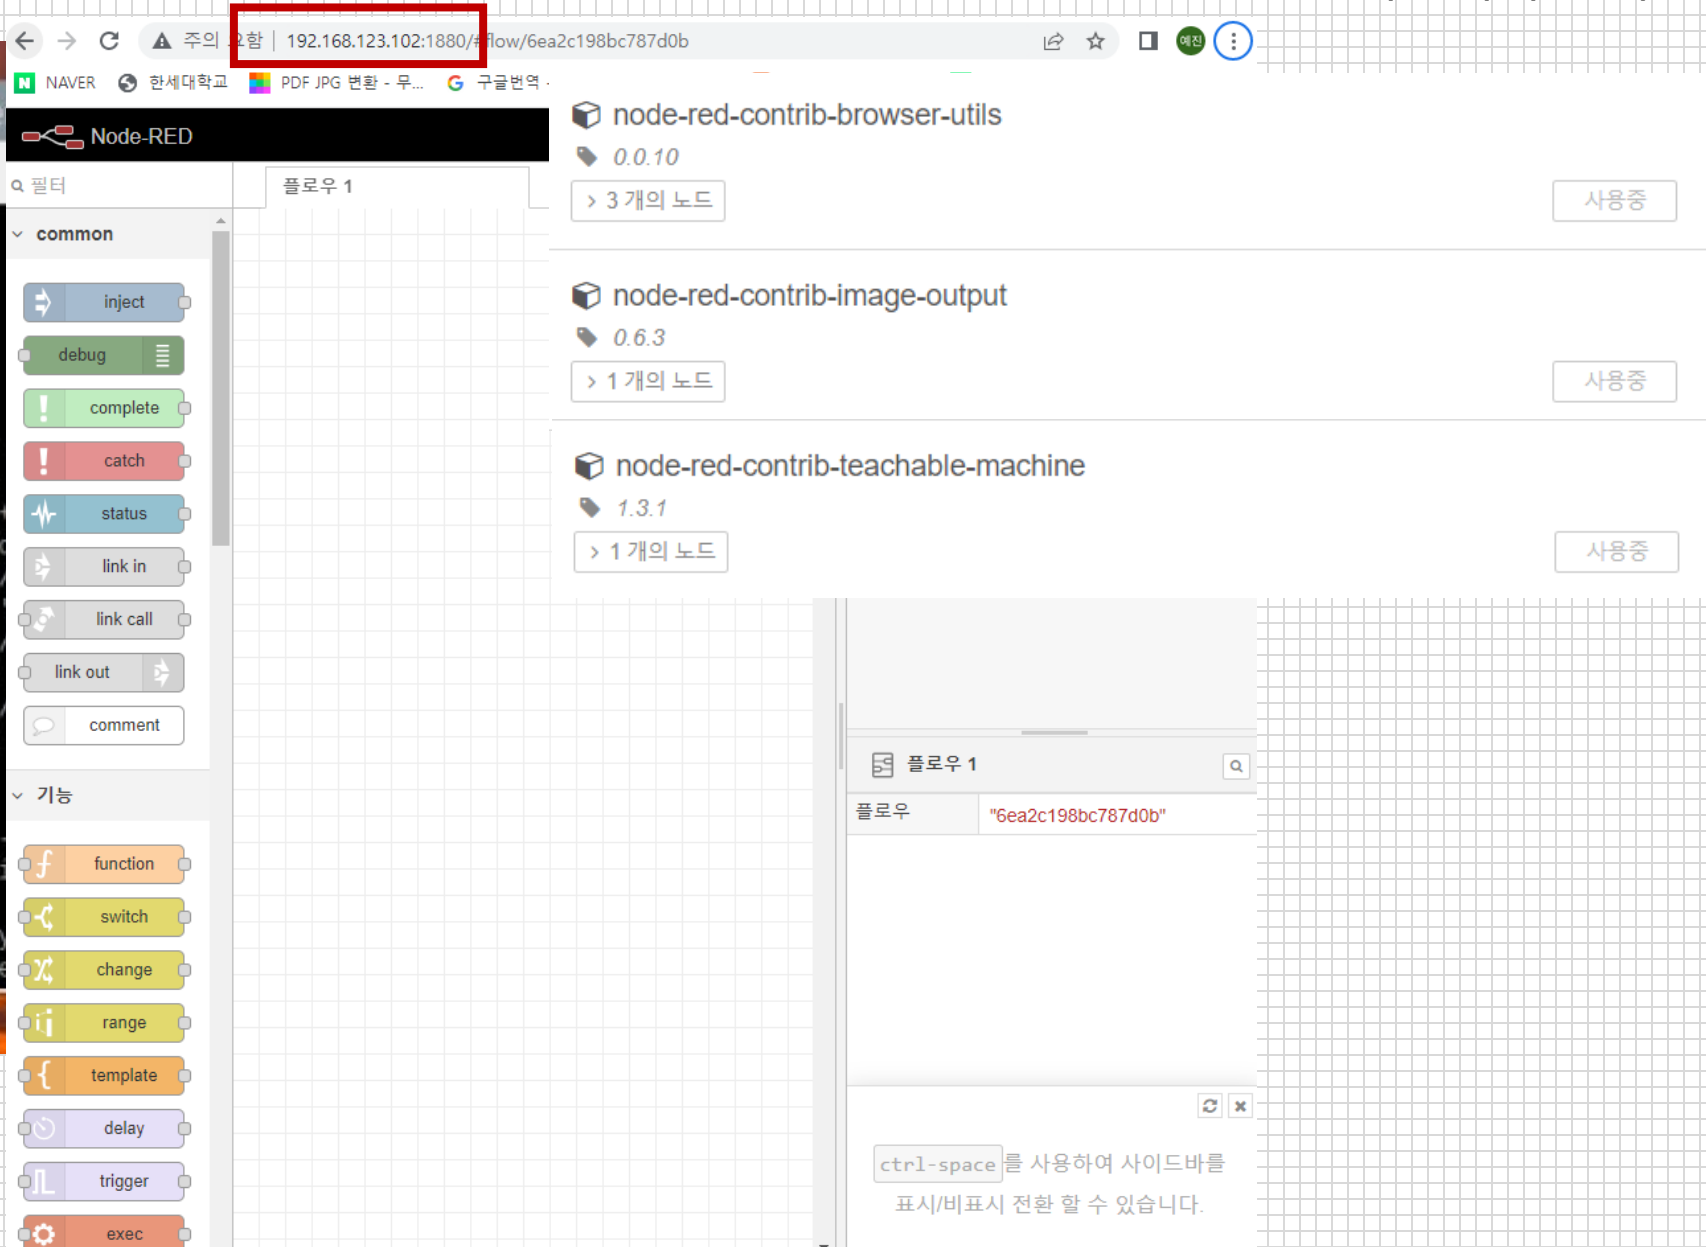 주의 요함 | 192.168.123.102:1880/#flow/6ea2c198bc787d0b
예진
NAVER 한세대학교 PDF JPG 변환 - 무... 구글번역 -
Node-RED
필터
플로우 1
common
inject
debug
complete
catch
status
link in
link call
link out
comment
기능
function
switch
change
range
template
delay
trigger
exec
node-red-contrib-browser-utils
0.0.10
> 3 개의 노드
사용중
node-red-contrib-image-output
0.6.3
> 1 개의 노드
사용중
node-red-contrib-teachable-machine
1.3.1
> 1 개의 노드
사용중
플로우 1
플로우 "6ea2c198bc787d0b"
ctrl-space를 사용하여 사이드바를
표시/비표시 전환 할 수 있습니다.